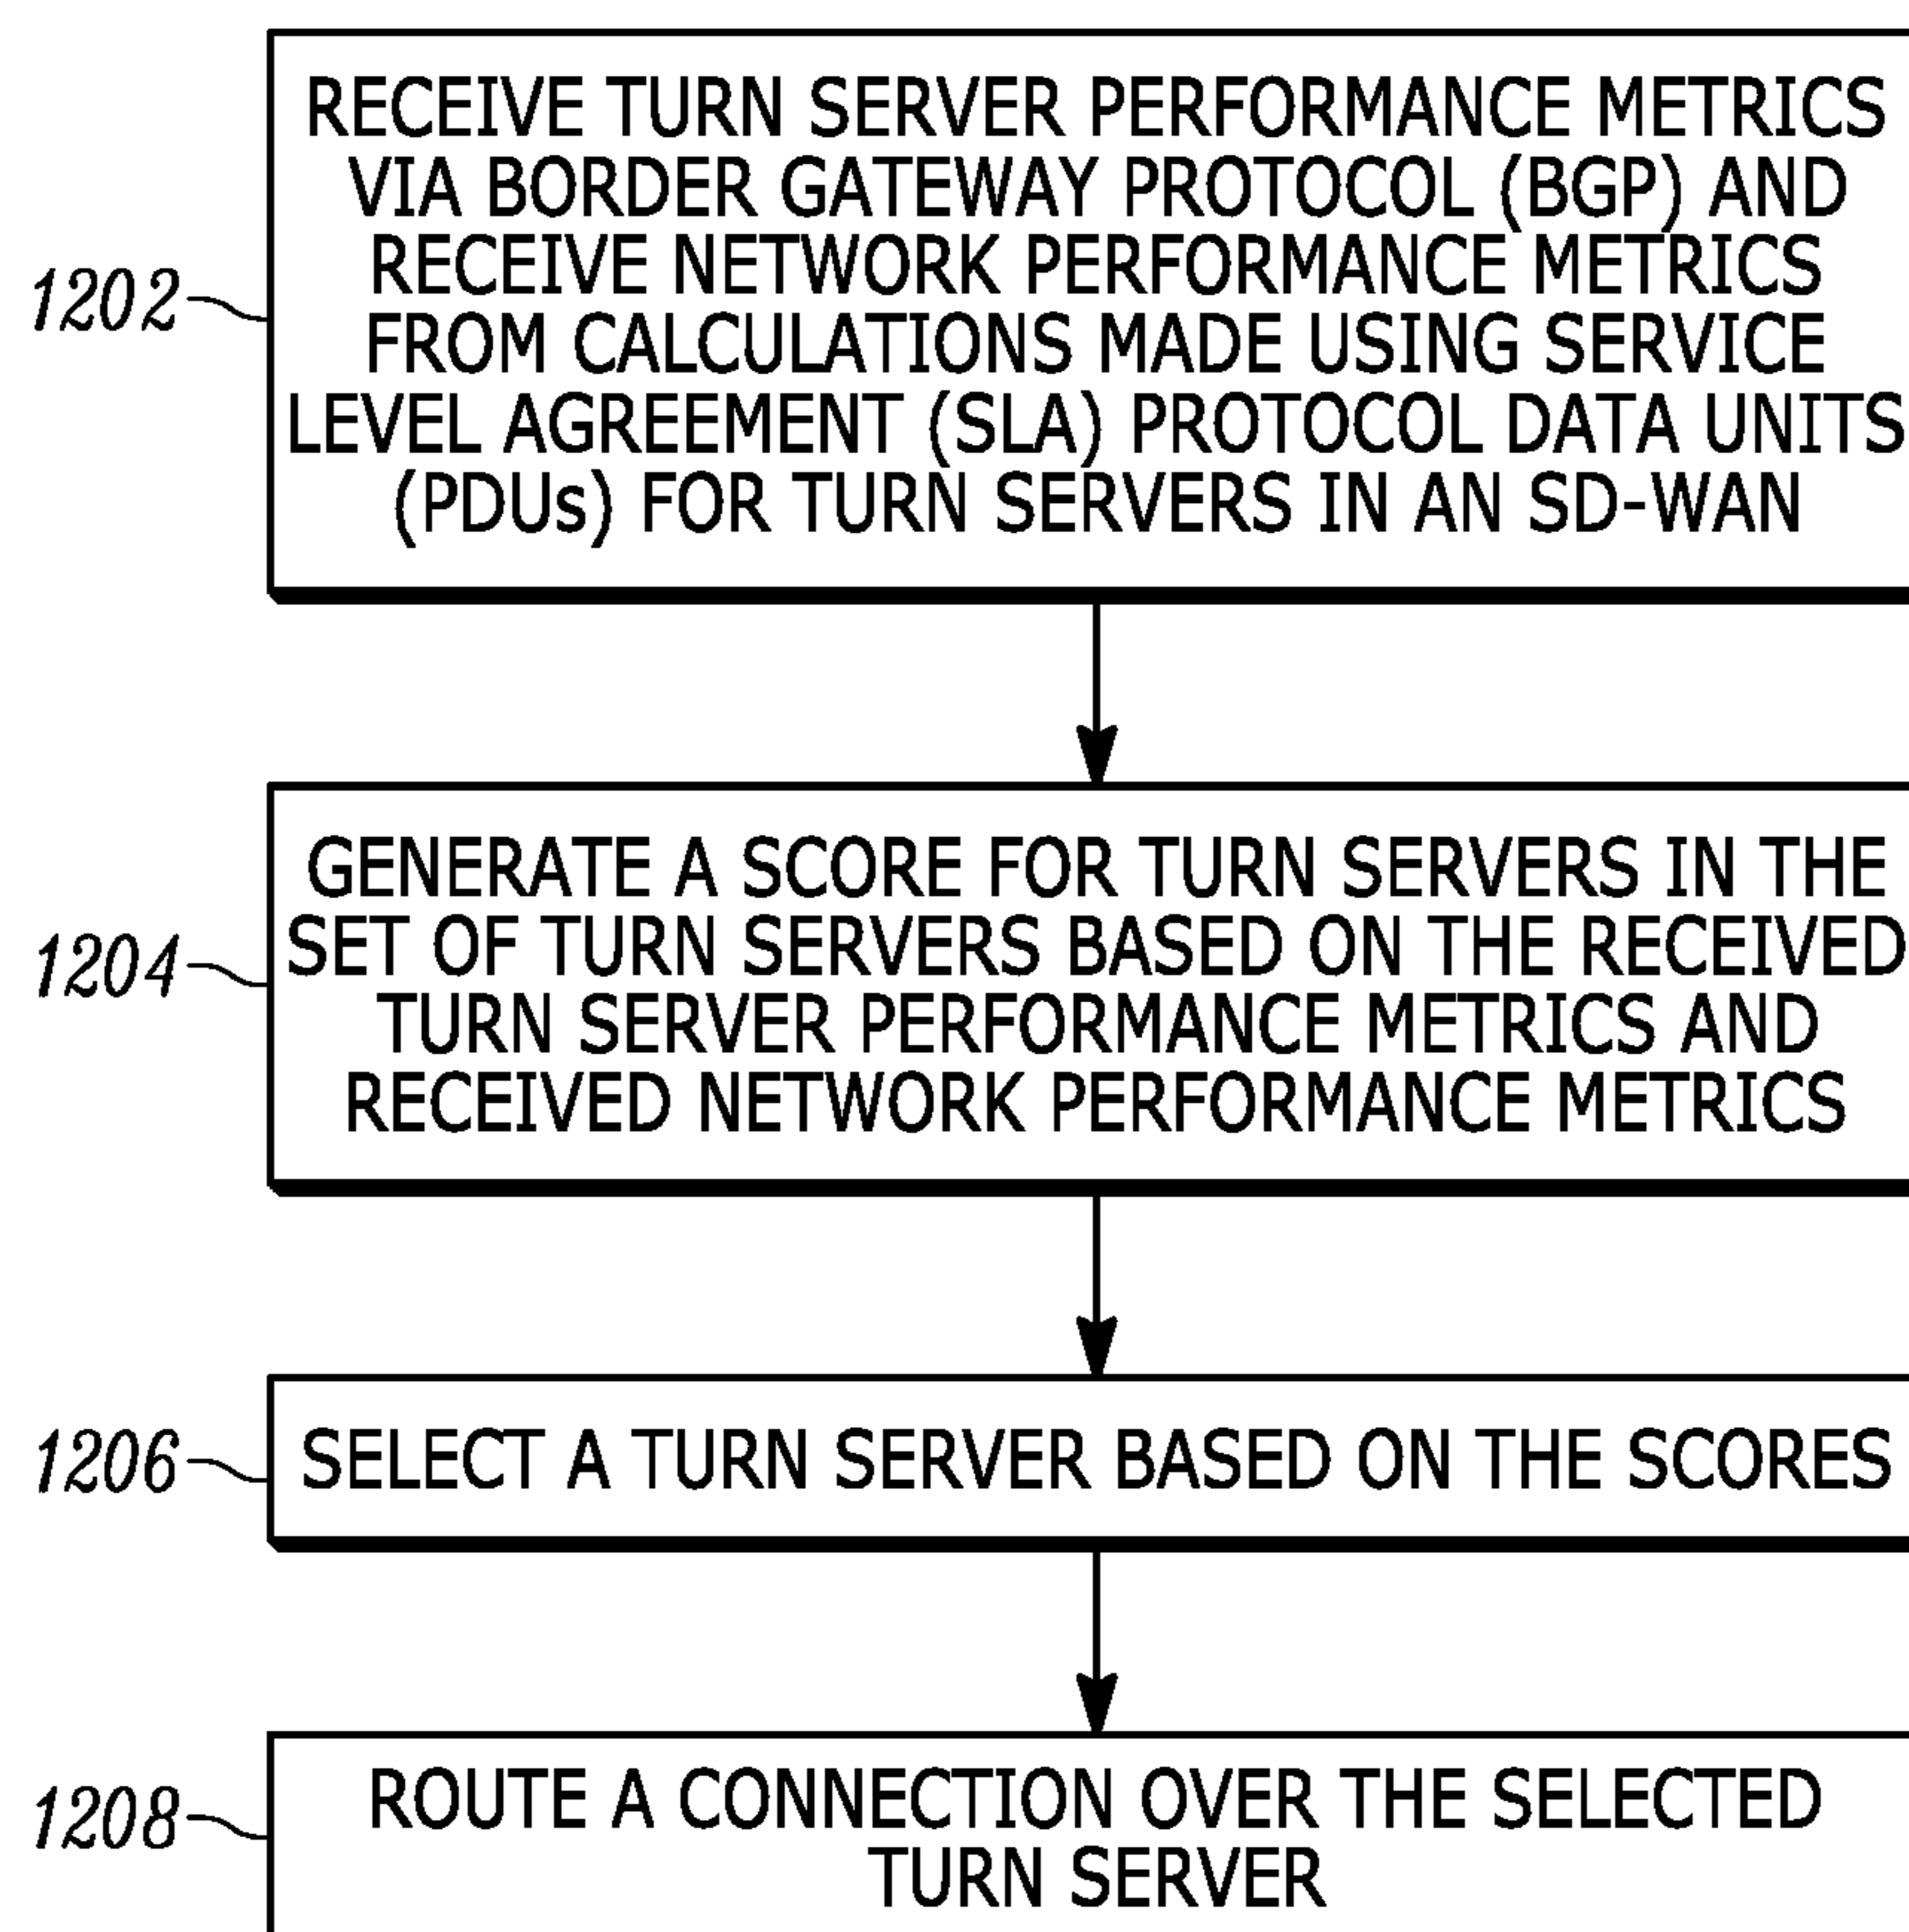 RECEIVE TURN SERVER PERFORMANCE METRICS
VIA BORDER GATEWAY PROTOCOL (BGP) AND
RECEIVE NETWORK PERFORMANCE METRICS
1202
FROM CALCULATIONS MADE USING SERVICE
LEVEL AGREEMENT (SLA) PROTOCOL DATA UNITS
(PDUs) FOR TURN SERVERS IN AN SD-WAN
GENERATE A SCORE FOR TURN SERVERS IN THE
SET OF TURN SERVERS BASED ON THE RECEIVED
1204
TURN SERVER PERFORMANCE METRICS AND
RECEIVED NETWORK PERFORMANCE METRICS
1206
SELECT A TURN SERVER BASED ON THE SCORES
1208
ROUTE A CONNECTION OVER THE SELECTED
TURN SERVER